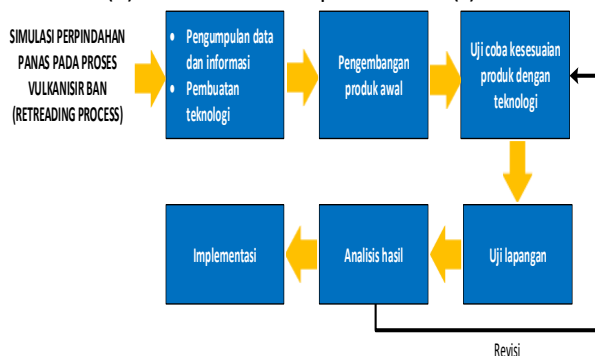 SIMULASI PERPINDAHAN
PANAS PADA PROSES
VULKANISIR BAN
(RETREADING PROCESS)
• Pengumpulan data
dan informasi
• Pembuatan
teknologi
Pengembangan
produk awal
Uji coba kesesuaian
produk dengan
teknologi
Uji lapangan
Analisis hasil
Implementasi
Revisi